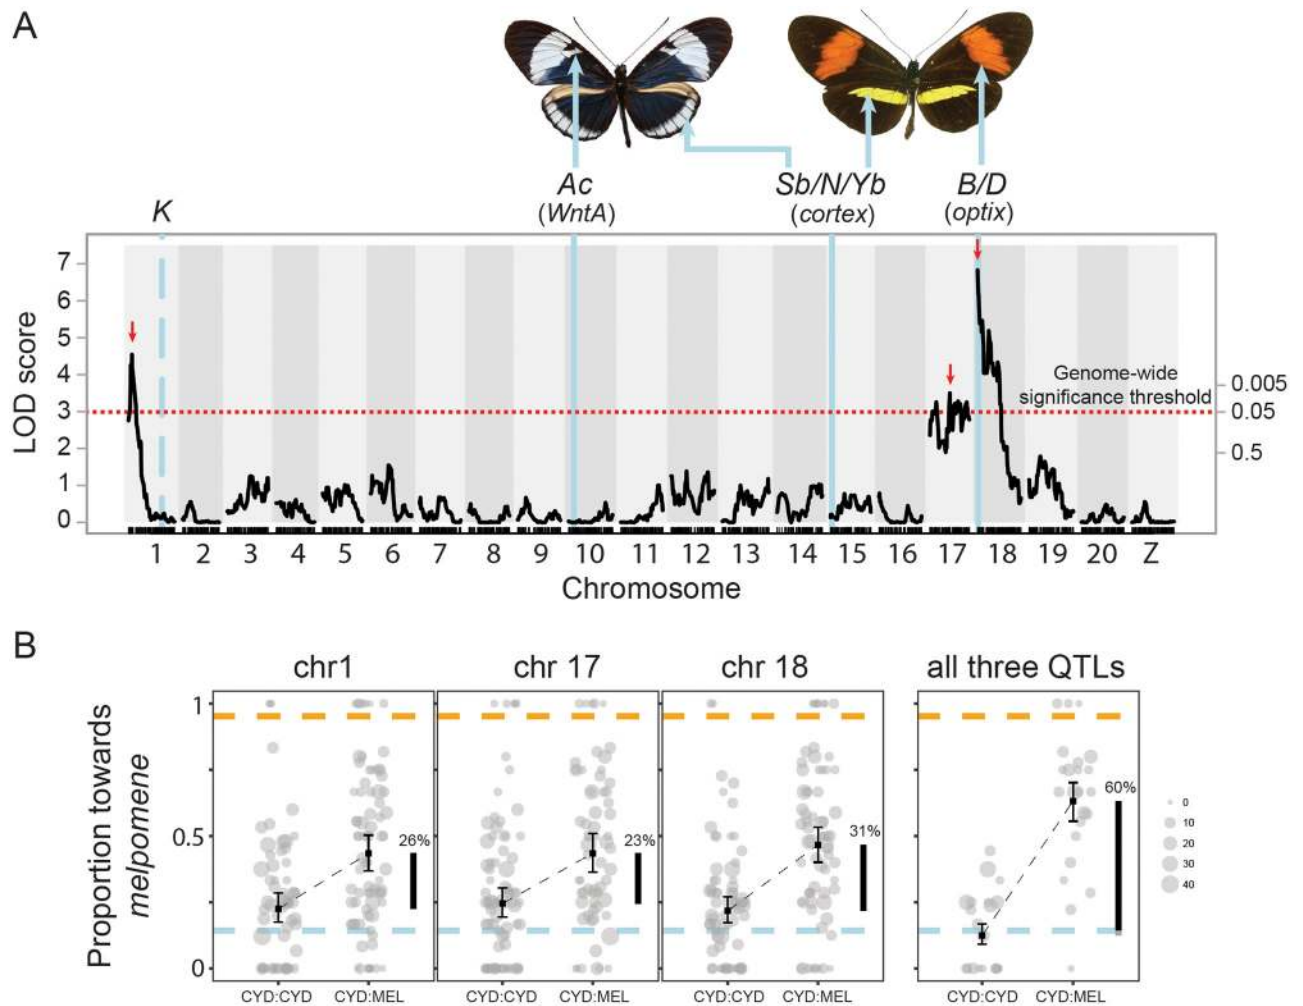 A
K
Ac
(WntA)
Sb/N/Yb
(cortex)
B/D
(optix)
LOD score
7
6
5
4
3
2
1
0
Genome-wide
significance threshold
0.005
0.05
0.5
1 2 3 4 5 6 7 8 9 10 11 12 13 14 15 16 17 18 19 20 Z
Chromosome
B
chr1 chr 17 chr 18 all three QTLs
Proportion towards
melpomene
1
0.5
0
26%
23%
31%
60%
0
10
20
30
40
CYD:CYD CYD:MEL CYD:CYD CYD:MEL CYD:CYD CYD:MEL CYD:CYD CYD:MEL